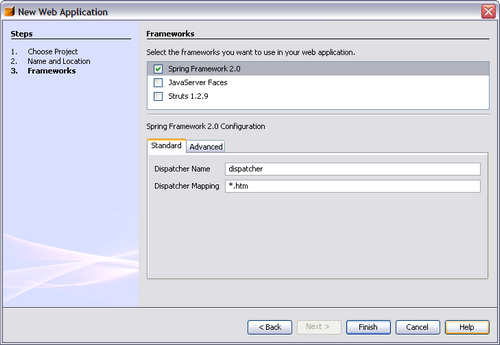 New Web Application
Steps
1. Choose Project
2. Name and Location
3. Frameworks
Frameworks
Select the frameworks you want to use in your web application.
Spring Framework 2.0
JavaServer Faces
Struts 1.2.9
Spring Framework 2.0 Configuration
Standard Advanced
Dispatcher Name dispatcher
Dispatcher Mapping *.htm
< Back Next > Finish Cancel Help